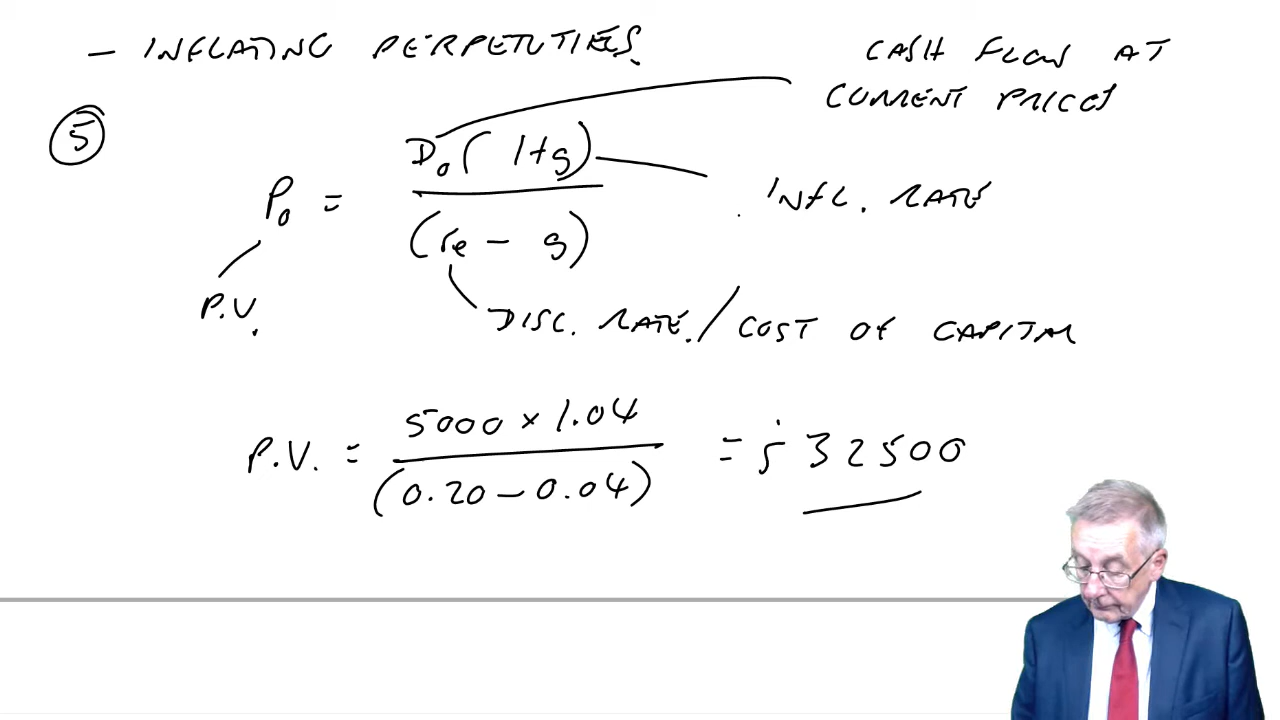 - INFLATING PERPETUTIES.
CASH FLOW AT
CURRENT PRICES
5
P₀ = D₀(1+g) / (re - g)
INFL. RATE
P.V.
DISC. RATE. / COST OF CAPITAL
P.V. = 5000 × 1.04 / (0.20 - 0.04) = $ 32500